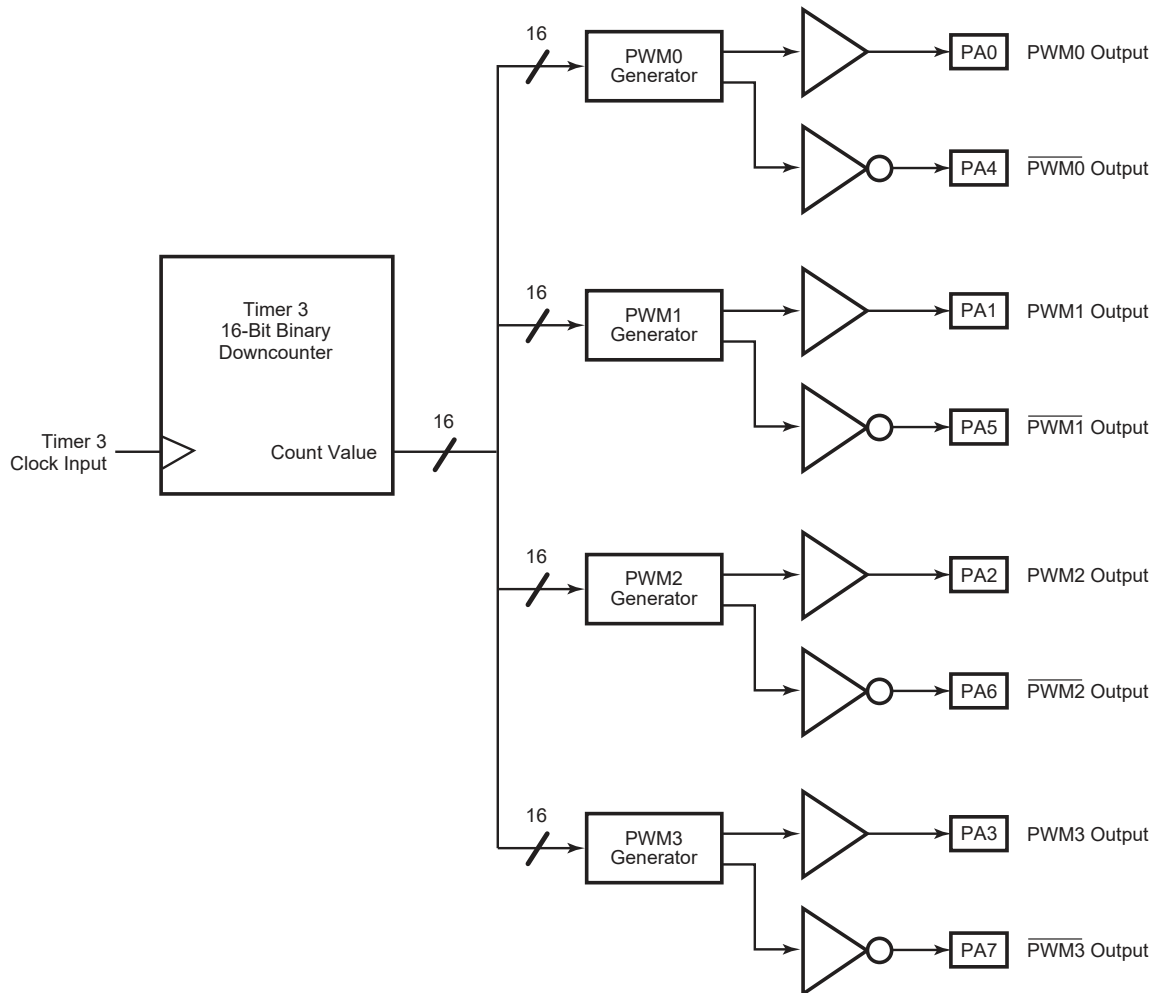 16
PWM0
Generator
PA0
PWM0 Output
PA4
PWM0 Output
Timer 3
16-Bit Binary
Downcounter
Timer 3
Clock Input
Count Value
16
16
PWM1
Generator
PA1
PWM1 Output
PA5
PWM1 Output
16
PWM2
Generator
PA2
PWM2 Output
PA6
PWM2 Output
16
PWM3
Generator
PA3
PWM3 Output
PA7
PWM3 Output